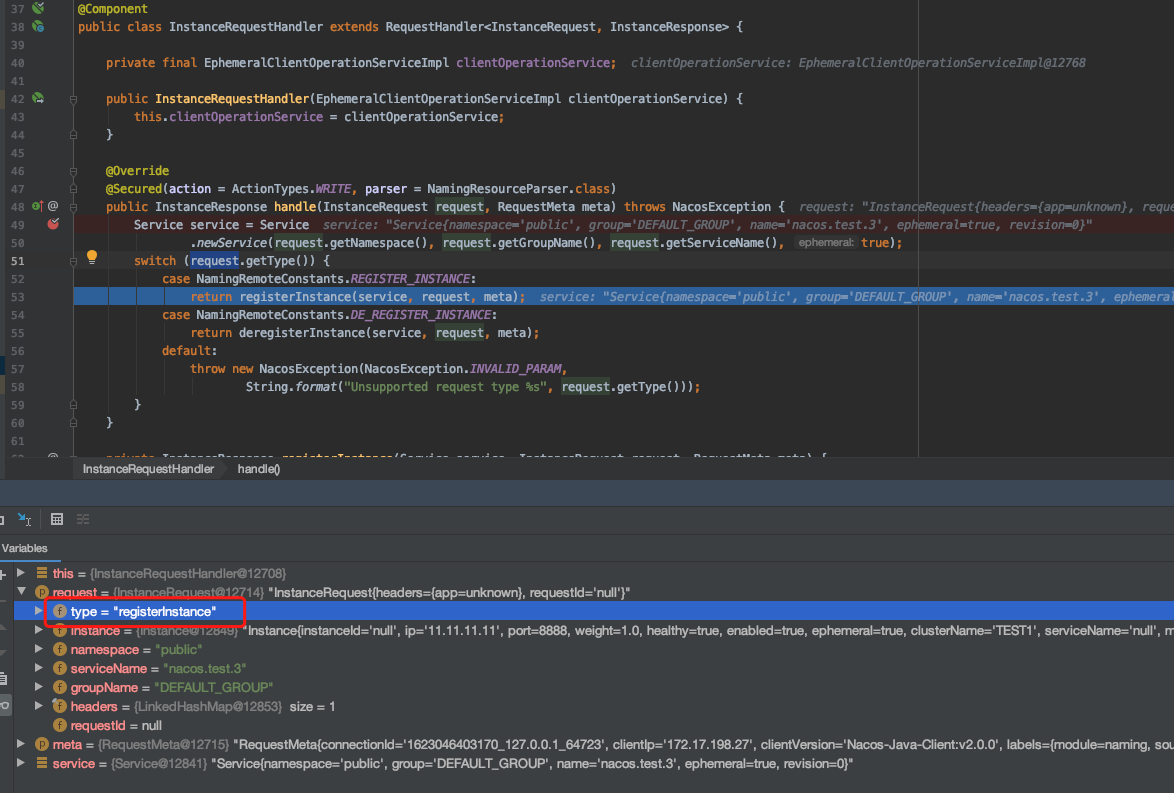 37 @Component
38 public class InstanceRequestHandler extends RequestHandler<InstanceRequest, InstanceResponse> {
39
40 private final EphemeralClientOperationServiceImpl clientOperationService; clientOperationService: EphemeralClientOperationServiceImpl@12768
41
42 public InstanceRequestHandler(EphemeralClientOperationServiceImpl clientOperationService) {
43 this.clientOperationService = clientOperationService;
44 }
45
46 @Override
47 @Secured(action = ActionTypes.WRITE, parser = NamingResourceParser.class)
48 @ public InstanceResponse handle(InstanceRequest request, RequestMeta meta) throws NacosException { request: "InstanceRequest{headers={app=unknown}, reque
49 Service service = Service service: "Service{namespace='public', group='DEFAULT_GROUP', name='nacos.test.3', ephemeral=true, revision=0}"
50 .newService(request.getNamespace(), request.getGroupName(), request.getServiceName(), ephemeral: true);
51 switch (request.getType()) {
52 case NamingRemoteConstants.REGISTER_INSTANCE:
53 return registerInstance(service, request, meta); service: "Service{namespace='public', group='DEFAULT_GROUP', name='nacos.test.3', ephemeral
54 case NamingRemoteConstants.DE_REGISTER_INSTANCE:
55 return deregisterInstance(service, request, meta);
56 default:
57 throw new NacosException(NacosException.INVALID_PARAM,
58 String.format("Unsupported request type %s", request.getType()));
59 }
60 }
61
private InstanceResponse registerInstance(Service service, InstanceRequest request, RequestMeta meta) {
InstanceRequestHandler handle()
Variables
this = {InstanceRequestHandler@12708}
request = {InstanceRequest@12714} "InstanceRequest{headers={app=unknown}, requestId='null'}"
type = "registerInstance"
instance = {Instance@12849} "Instance{instanceId='null', ip='11.11.11.11', port=8888, weight=1.0, healthy=true, enabled=true, ephemeral=true, clusterName='TEST1', serviceName='null', m
namespace = "public"
serviceName = "nacos.test.3"
groupName = "DEFAULT_GROUP"
headers = {LinkedHashMap@12853} size = 1
requestId = null
meta = {RequestMeta@12715} "RequestMeta{connectionId='1623046403170_127.0.0.1_64723', clientIp='172.17.198.27', clientVersion='Nacos-Java-Client:v2.0.0', labels={module=naming, sou
service = {Service@12841} "Service{namespace='public', group='DEFAULT_GROUP', name='nacos.test.3', ephemeral=true, revision=0}"